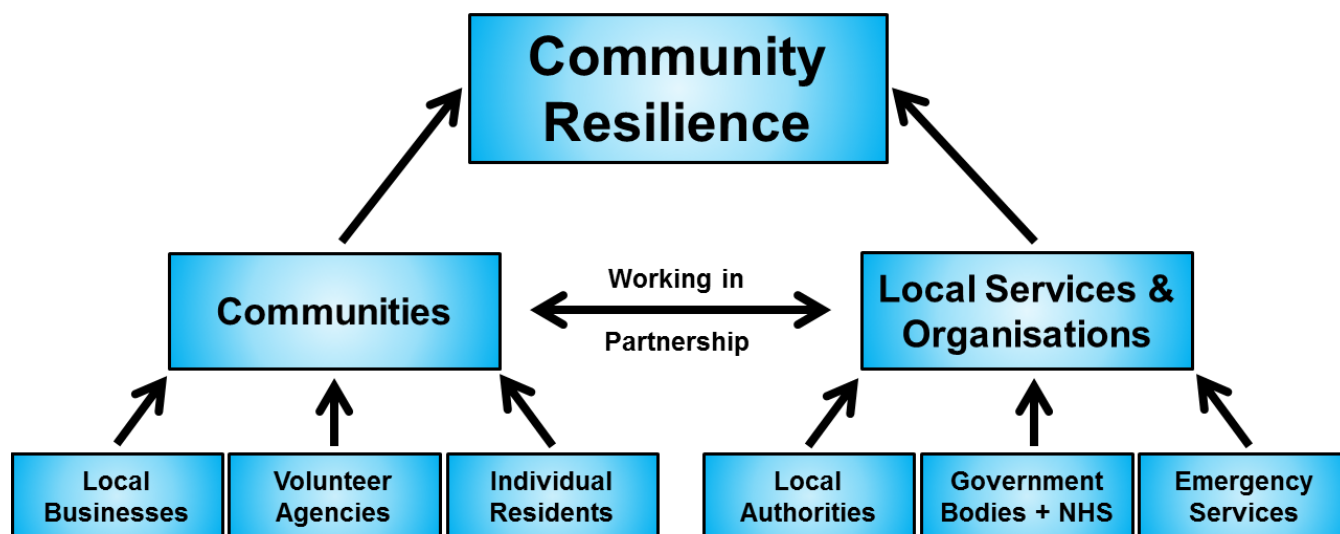 Community
Resilience
Communities
Working in
Partnership
Local Services &
Organisations
Local
Businesses
Volunteer
Agencies
Individual
Residents
Local
Authorities
Government
Bodies + NHS
Emergency
Services